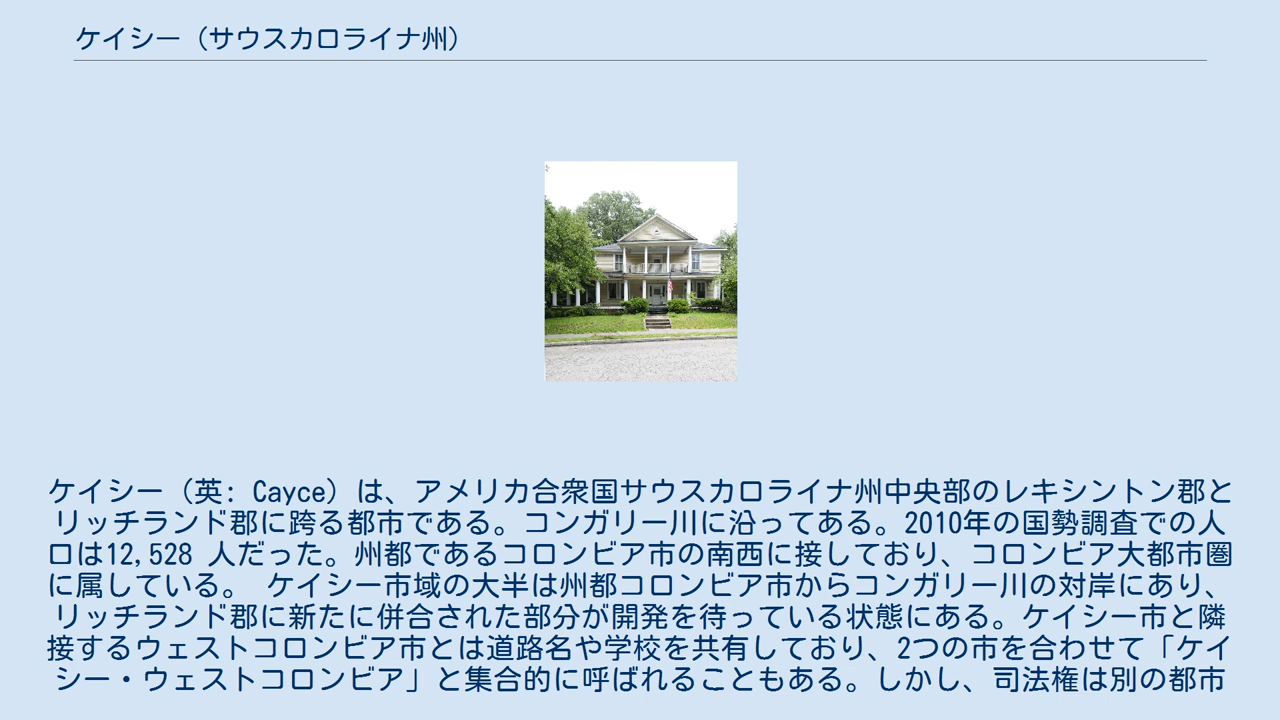 ケイシー（サウスカロライナ州）
ケイシー（英: Cayce）は、アメリカ合衆国サウスカロライナ州中央部のレキシントン郡と
リッチランド郡に跨る都市である。コンガリー川に沿ってある。2010年の国勢調査での人
口は12,528 人だった。州都であるコロンビア市の南西に接しており、コロンビア大都市圏
に属している。 ケイシー市域の大半は州都コロンビア市からコンガリー川の対岸にあり、
リッチランド郡に新たに併合された部分が開発を待っている状態にある。ケイシー市と隣
接するウェストコロンビア市とは道路名や学校を共有しており、2つの市を合わせて「ケイ
シー・ウェストコロンビア」と集合的に呼ばれることもある。しかし、司法権は別の都市